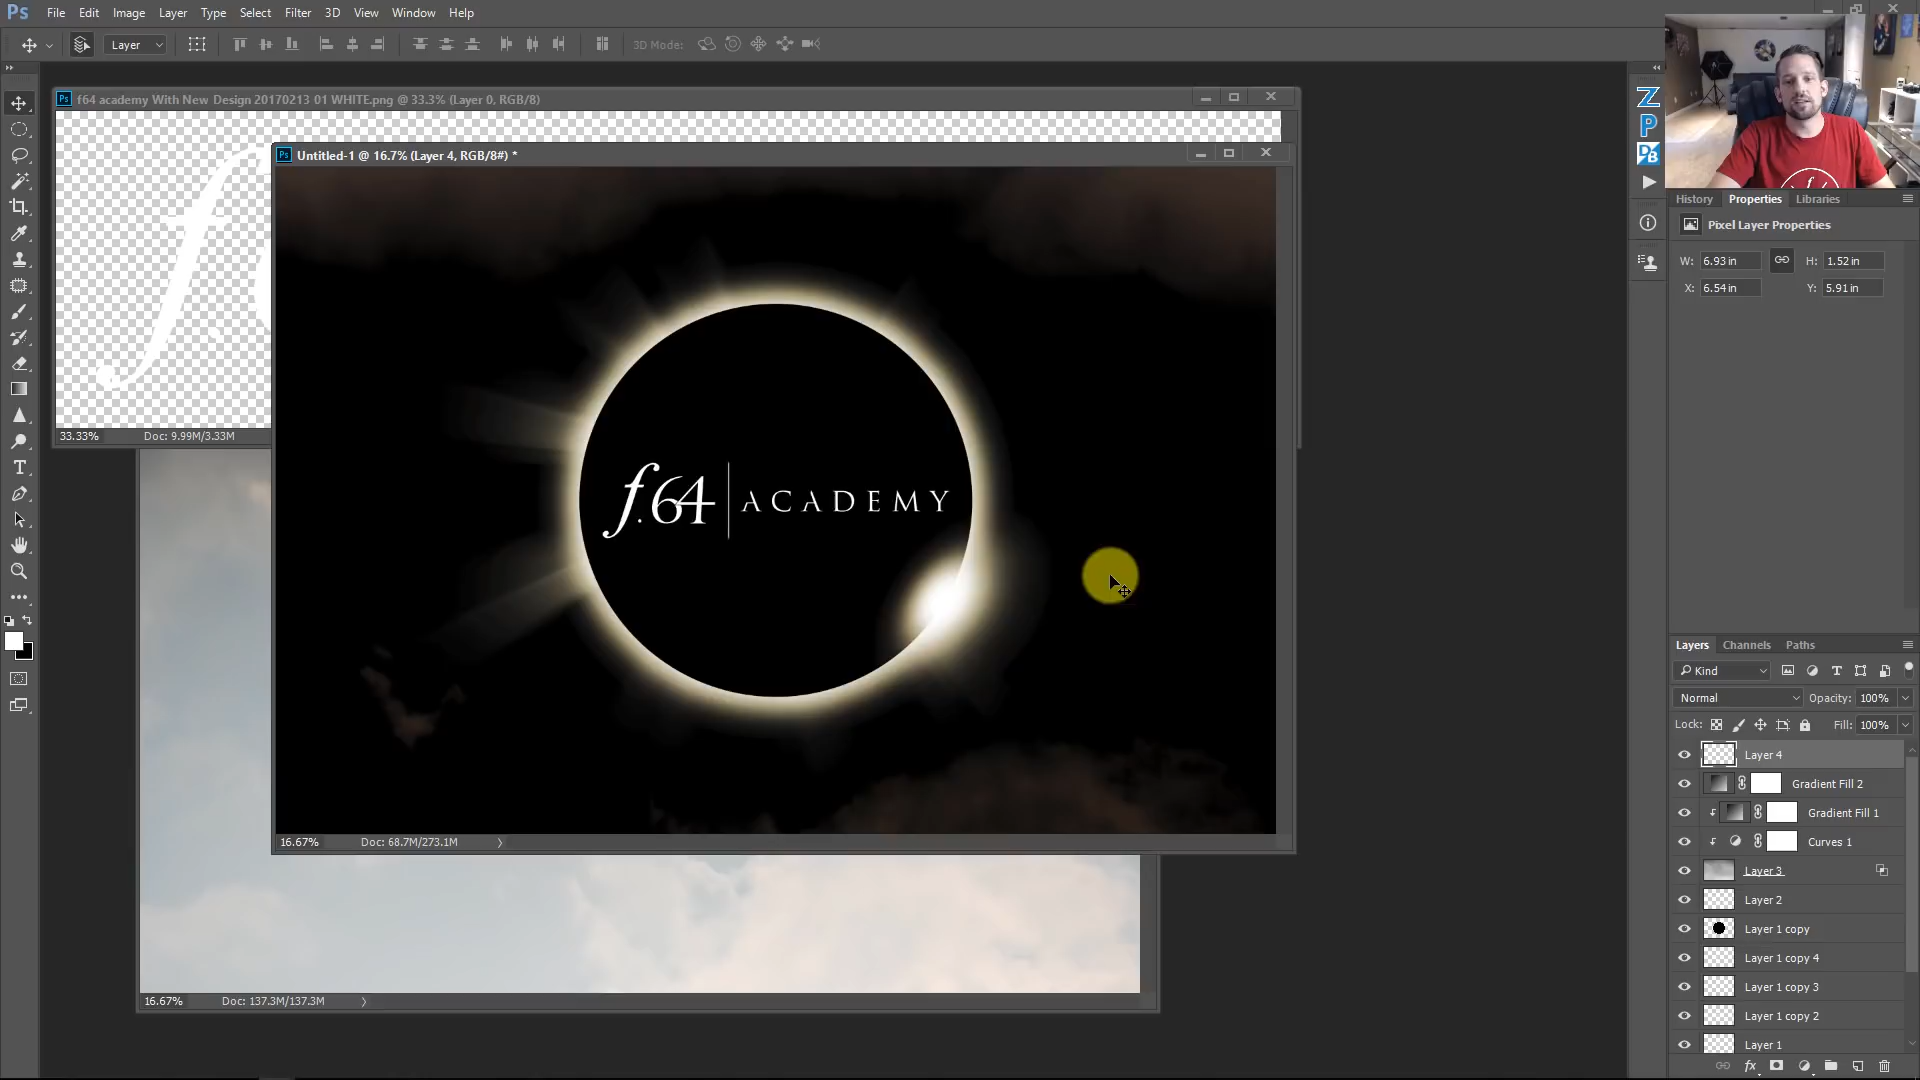 Ps File Edit Image Layer Type Select Filter 3D View Window Help
Layer 3D Mode:
f64 academy With New Design 20170213 01 WHITE.png @ 33.3% (Layer 0, RGB/8)
Untitled-1 @ 16.7% (Layer 4, RGB/8#) *
f.64 ACADEMY
33.33% Doc: 9.99M/3.33M
16.67% Doc: 68.7M/273.1M
16.67% Doc: 137.3M/137.3M
Z
P
DB
History Properties Libraries
Pixel Layer Properties
W: 6.93 in H: 1.52 in
X: 6.54 in Y: 5.91 in
Layers Channels Paths
Kind
Normal Opacity: 100%
Lock: Fill: 100%
Layer 4
Gradient Fill 2
Gradient Fill 1
Curves 1
Layer 3
Layer 2
Layer 1 copy
Layer 1 copy 4
Layer 1 copy 3
Layer 1 copy 2
Layer 1
fx